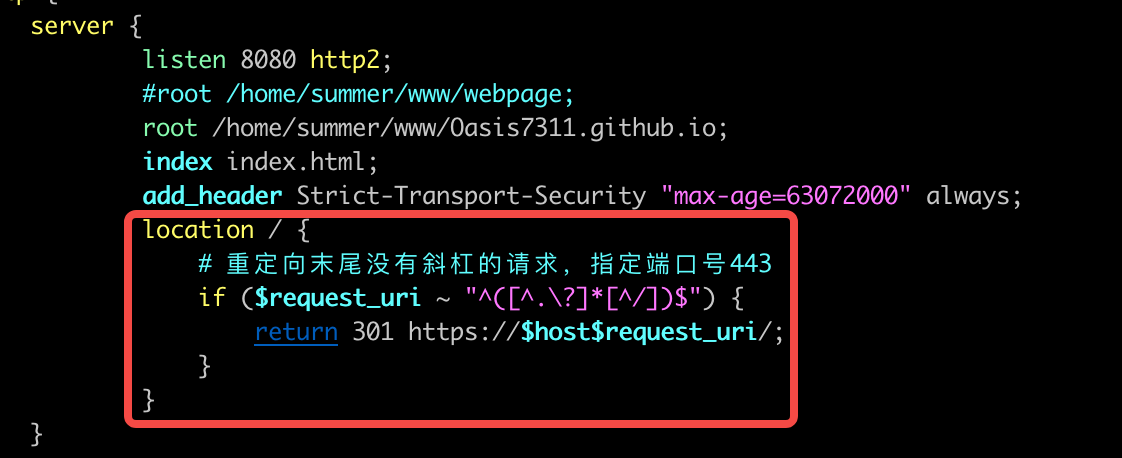 server {
listen 8080 http2;
#root /home/summer/www/webpage;
root /home/summer/www/Oasis7311.github.io;
index index.html;
add_header Strict-Transport-Security "max-age=63072000" always;
location / {
# 重定向末尾没有斜杠的请求，指定端口号443
if ($request_uri ~ "^([^.\?]*[^/])$") {
return 301 https://$host$request_uri/;
}
}
}